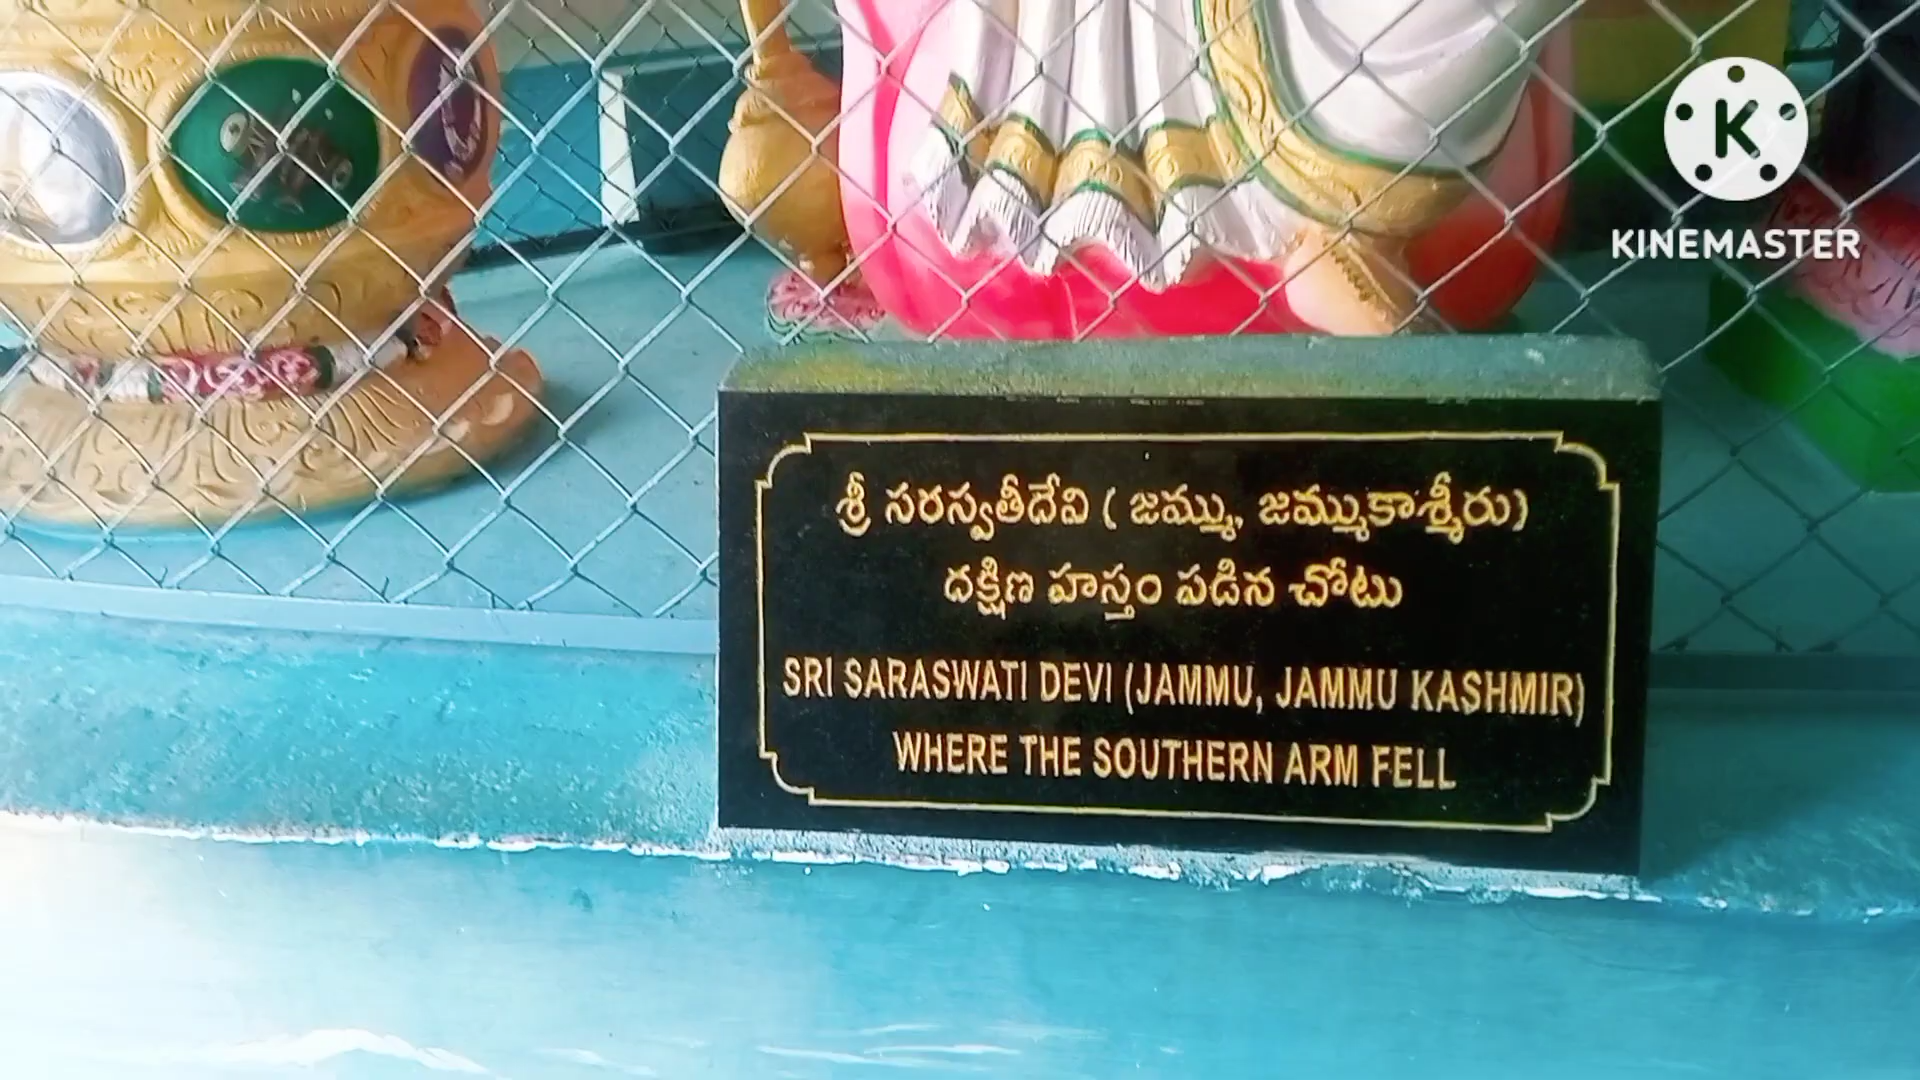 KINEMASTER
శ్రీ సరస్వతీదేవి ( జమ్ము, జమ్ముకాశ్మీరు)
దక్షిణ హస్తం పడిన చోటు
SRI SARASWATI DEVI (JAMMU, JAMMU KASHMIR)
WHERE THE SOUTHERN ARM FELL